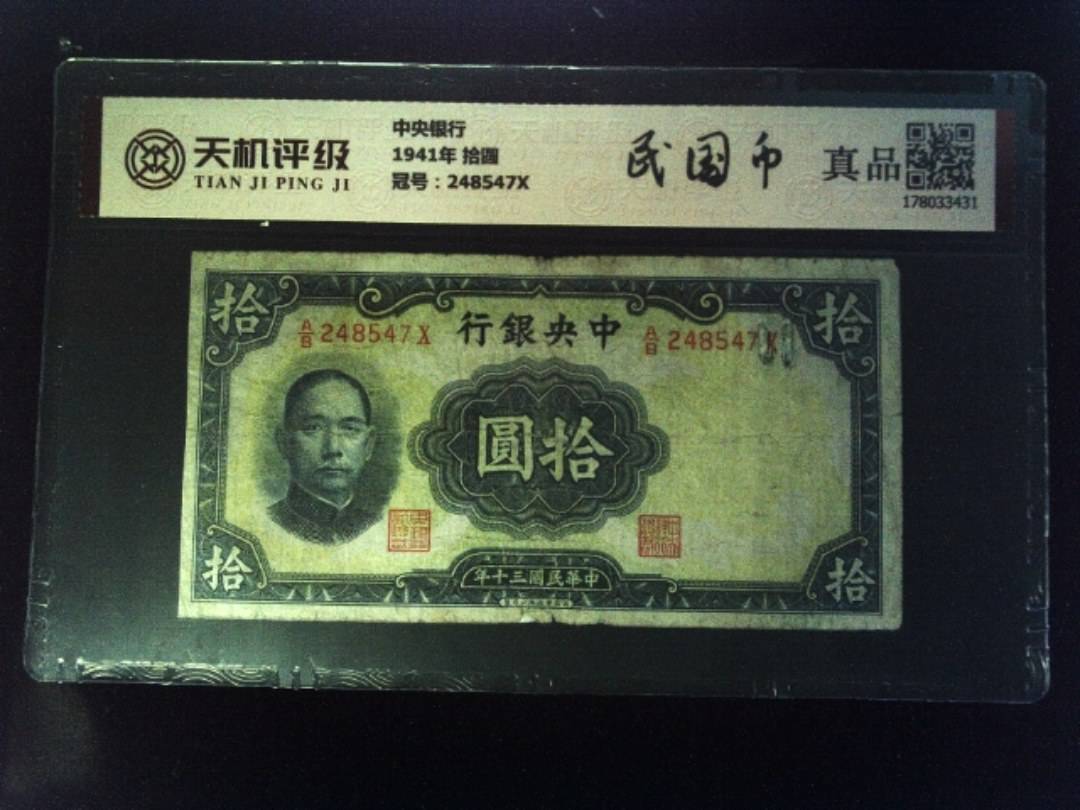 天机评级
TIAN JI PING JI
中央银行
1941年 拾圆
冠号：248547X
民国币
真品
178033431
拾
拾
A/B 248547 X
行銀央中
A/B 248547 X
圓拾
年十三國民華中
拾
拾